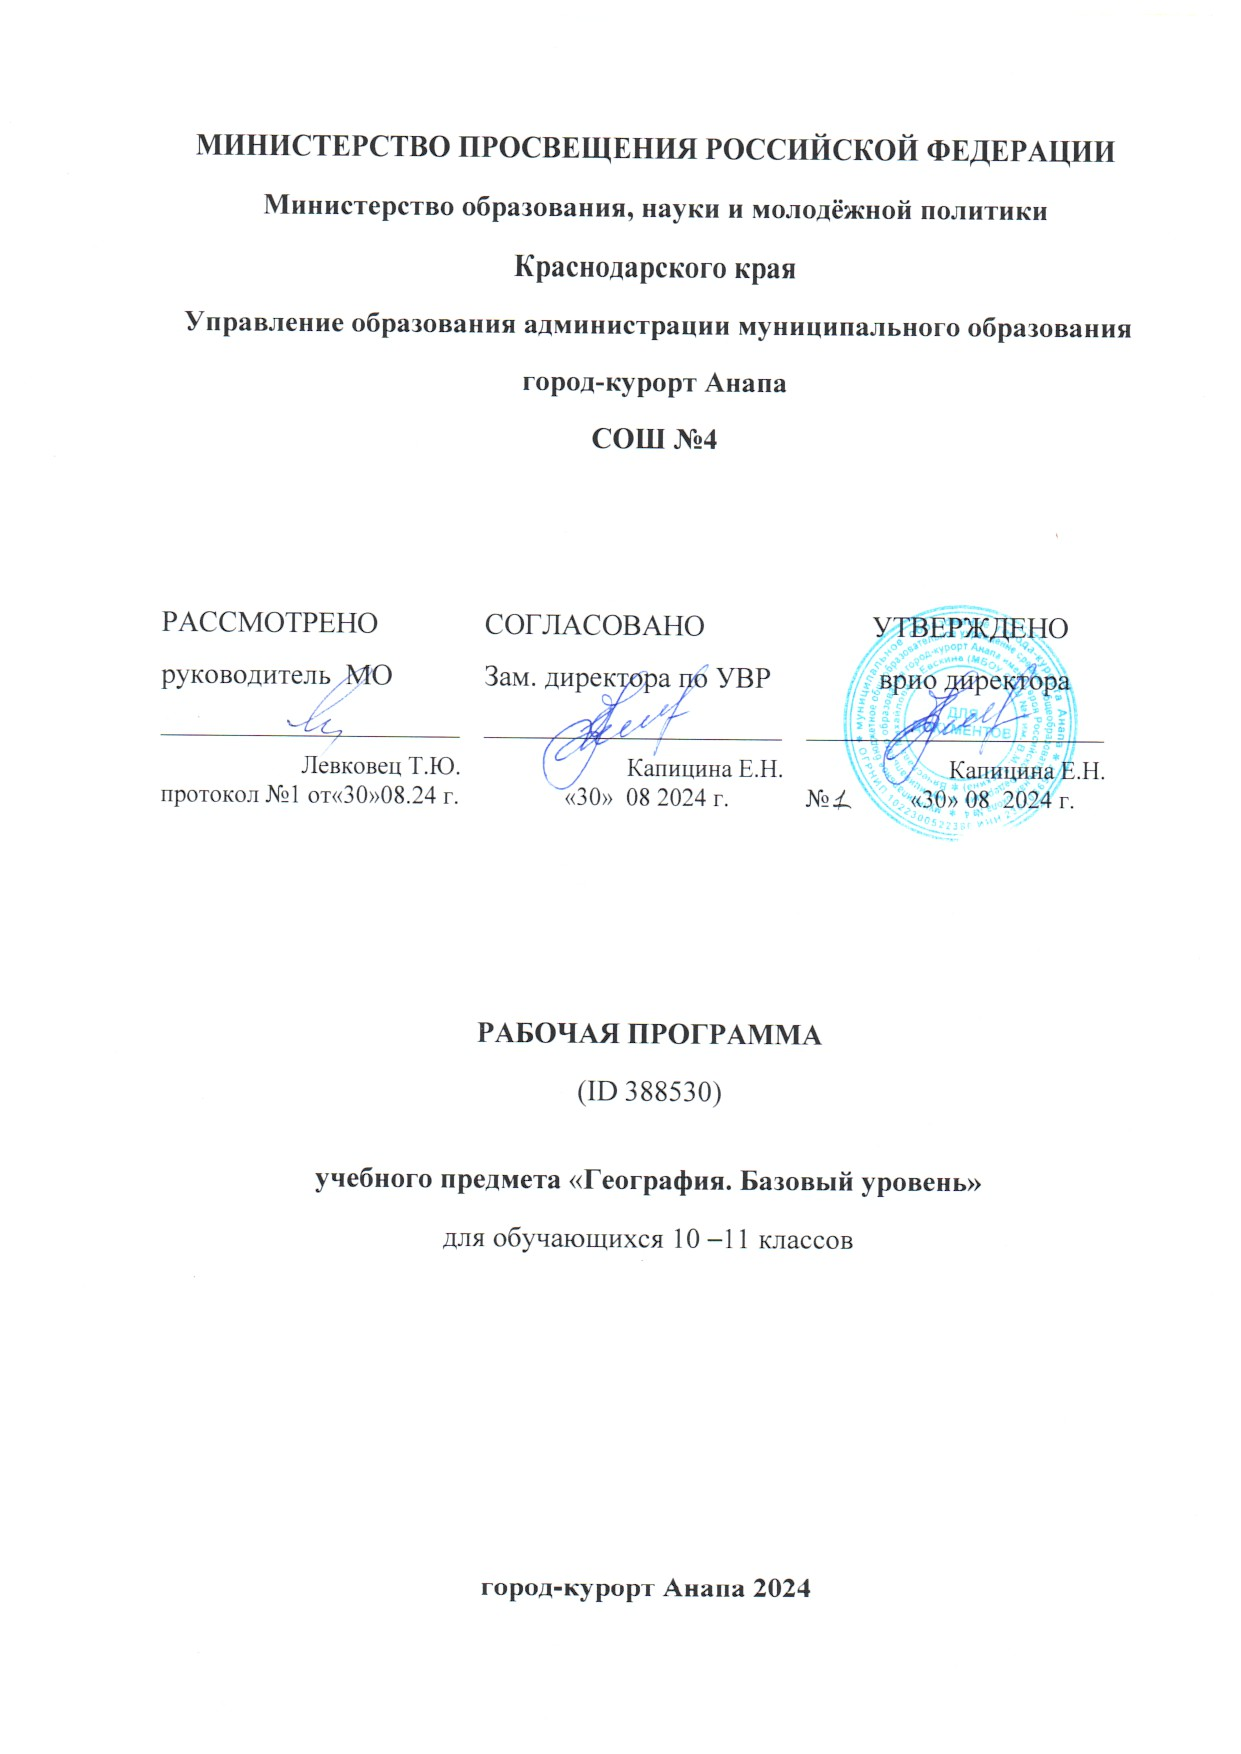 МИНИСТЕРСТВО ПРОСВЕЩЕНИЯ РОССИЙСКОЙ ФЕДЕРАЦИИ
Министерство образования, науки и молодёжной политики
Краснодарского края
Управление образования администрации муниципального образования
город-курорт Анапа
СОШ №4
РАССМОТРЕНО
руководитель МО
Левковец Т.Ю.
протокол №1 от«30»08.24 г.
СОГЛАСОВАНО
Зам. директора по УВР
Капицина Е.Н.
«30» 08 2024 г.
УТВЕРЖДЕНО
врио директора
Капицина Е.Н.
№1 «30» 08 2024 г.
ДЛЯ
ДОКУМЕНТОВ
РАБОЧАЯ ПРОГРАММА
(ID 388530)
учебного предмета «География. Базовый уровень»
для обучающихся 10 –11 классов
город-курорт Анапа 2024